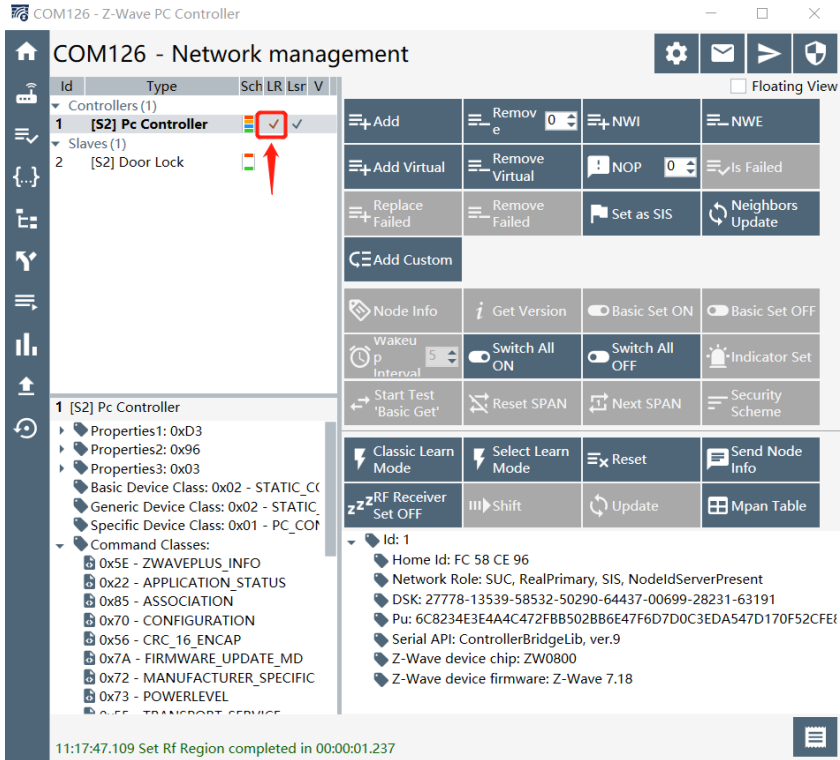 COM126 - Z-Wave PC Controller
COM126 - Network management
Floating View
Id Type Sch LR Lsr V
Controllers (1)
1 [S2] Pc Controller
Slaves (1)
2 [S2] Door Lock
Add
Remov
e
0
NWI
NWE
Add Virtual
Remove
Virtual
NOP
0
Is Failed
Replace
Failed
Remove
Failed
Set as SIS
Neighbors
Update
Add Custom
Node Info
Get Version
Basic Set ON
Basic Set OFF
Wakeu
p
Interval
5
Switch All
ON
Switch All
OFF
Indicator Set
Start Test
'Basic Get'
Reset SPAN
Next SPAN
Security
Scheme
1 [S2] Pc Controller
Properties1: 0xD3
Properties2: 0x96
Properties3: 0x03
Basic Device Class: 0x02 - STATIC_C
Generic Device Class: 0x02 - STATIC_
Specific Device Class: 0x01 - PC_CON
Command Classes:
0x5E - ZWAVEPLUS_INFO
0x22 - APPLICATION_STATUS
0x85 - ASSOCIATION
0x70 - CONFIGURATION
0x56 - CRC_16_ENCAP
0x7A - FIRMWARE_UPDATE_MD
0x72 - MANUFACTURER_SPECIFIC
0x73 - POWERLEVEL
Classic Learn
Mode
Select Learn
Mode
Reset
Send Node
Info
RF Receiver
Set OFF
Shift
Update
Mpan Table
Id: 1
Home Id: FC 58 CE 96
Network Role: SUC, RealPrimary, SIS, NodeIdServerPresent
DSK: 27778-13539-58532-50290-64437-00699-28231-63191
Pu: 6C8234E3E4A4C472FBB502BB6E47F6D7D0C3EDA547D170F52CFE8
Serial API: ControllerBridgeLib, ver.9
Z-Wave device chip: ZW0800
Z-Wave device firmware: Z-Wave 7.18
11:17:47.109 Set Rf Region completed in 00:00:01.237